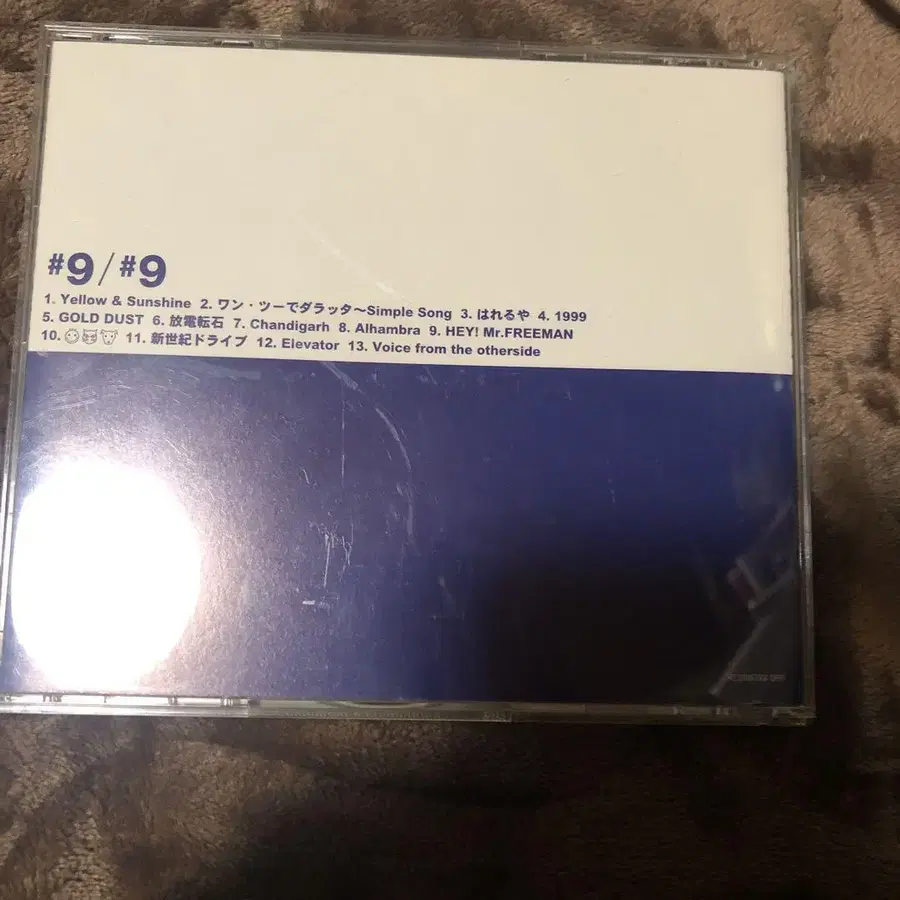 #9/#9
1. Yellow & Sunshine 2. ワン・ツーでダラッタ～Simple Song 3. はれるや 4. 1999
5. GOLD DUST 6. 放電転石 7. Chandigarh 8. Alhambra 9. HEY! Mr.FREEMAN
10. 11. 新世紀ドライブ 12. Elevator 13. Voice from the otherside